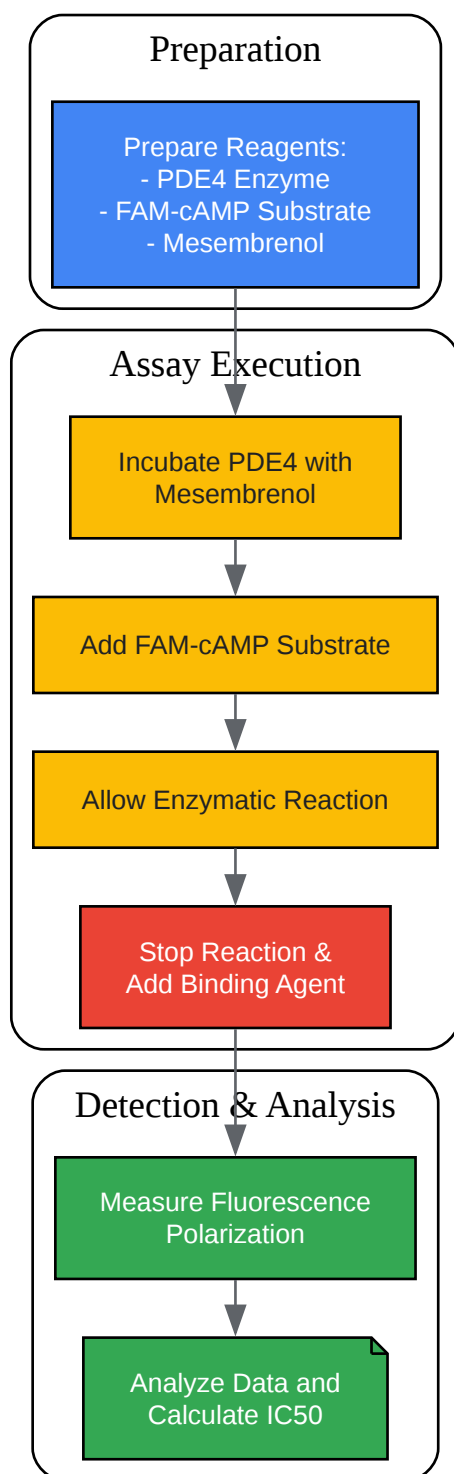 Preparation
Prepare Reagents:
- PDE4 Enzyme
- FAM-cAMP Substrate
- Mesembrenol
Assay Execution
Incubate PDE4 with
Mesembrenol
Add FAM-cAMP Substrate
Allow Enzymatic Reaction
Stop Reaction &
Add Binding Agent
Detection & Analysis
Measure Fluorescence
Polarization
Analyze Data and
Calculate IC50